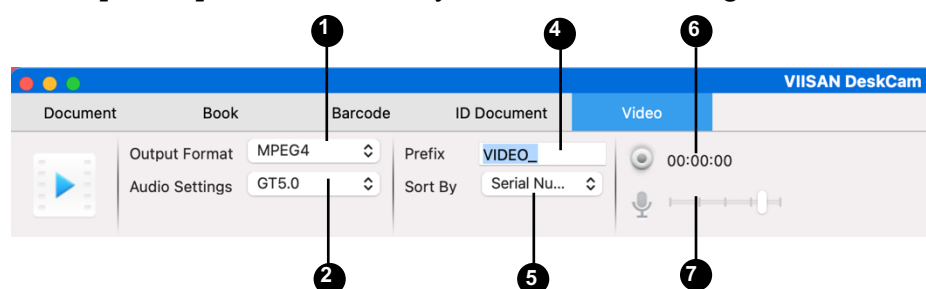 1 4 6
VIISAN DeskCam
Document Book Barcode ID Document Video
Output Format MPEG4 Prefix VIDEO_ 00:00:00
Audio Settings GT5.0 Sort By Serial Nu...
2 5 7